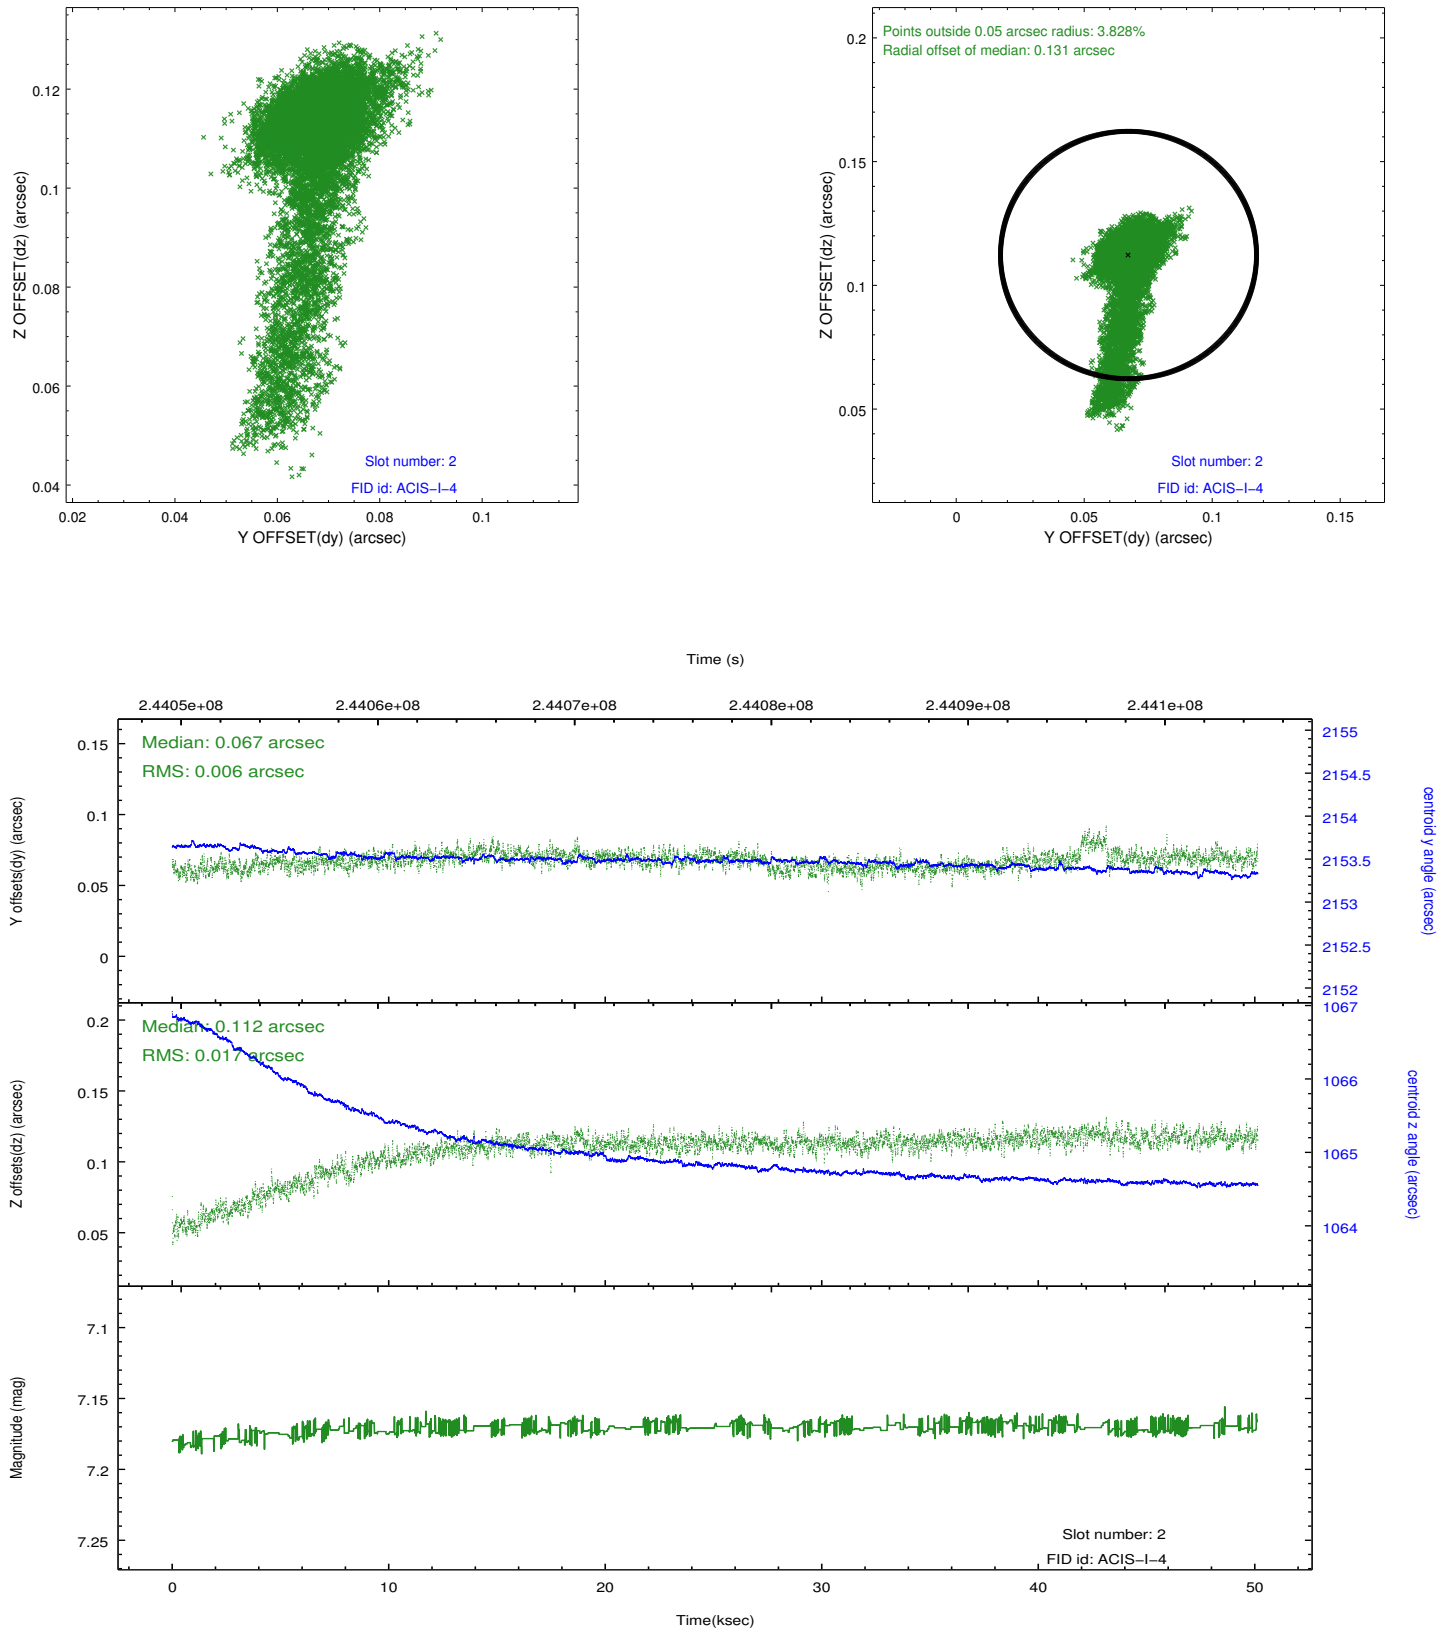 0.12
0.1
0.08
0.06
0.04
0.02
0.04
0.06
0.08
0.1
Z OFFSET(dz) (arcsec)
Y OFFSET(dy) (arcsec)
Slot number: 2
FID id: ACIS−I−4
Points outside 0.05 arcsec radius: 3.828%
Radial offset of median: 0.131 arcsec
0.2
0.15
0.1
0.05
0
0.05
0.1
0.15
Z OFFSET(dz) (arcsec)
Y OFFSET(dy) (arcsec)
Slot number: 2
FID id: ACIS−I−4
Time (s)
2.4405e+08
2.4406e+08
2.4407e+08
2.4408e+08
2.4409e+08
2.441e+08
Median: 0.067 arcsec
RMS: 0.006 arcsec
0.15
0.1
0.05
0
Y offsets(dy) (arcsec)
2155
2154.5
2154
2153.5
2153
2152.5
2152
centroid y angle (arcsec)
Median: 0.112 arcsec
RMS: 0.017 arcsec
0.2
0.15
0.1
0.05
Z offsets(dz) (arcsec)
1067
1066
1065
1064
centroid z angle (arcsec)
7.1
7.15
7.2
7.25
Magnitude (mag)
Slot number: 2
FID id: ACIS−I−4
0
10
20
30
40
50
Time(ksec)